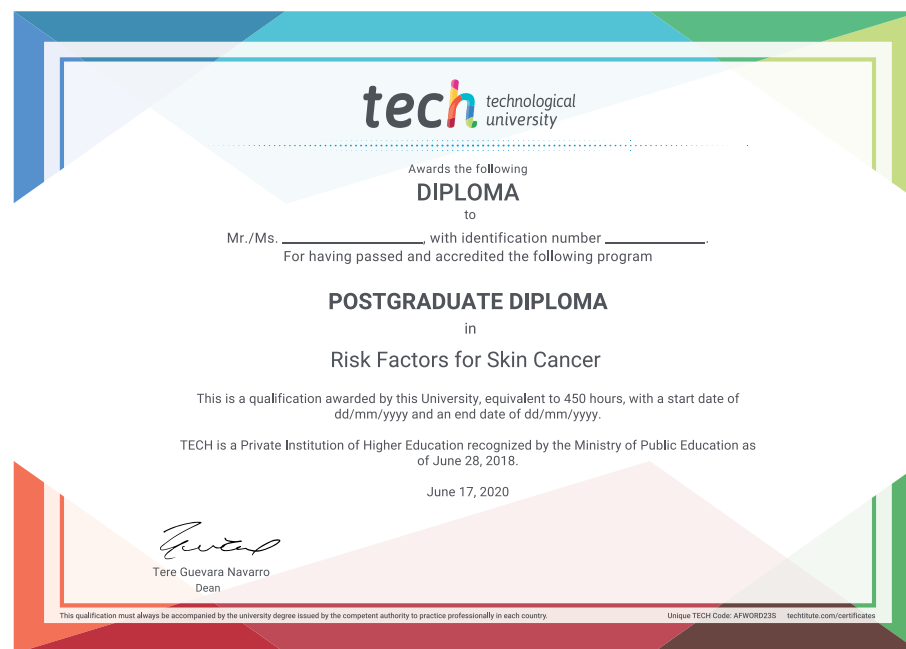 tech technological
university
Awards the following
DIPLOMA
to
Mr./Ms. ____________, with identification number ____________.
For having passed and accredited the following program
POSTGRADUATE DIPLOMA
in
Risk Factors for Skin Cancer
This is a qualification awarded by this University, equivalent to 450 hours, with a start date of
dd/mm/yyyy and an end date of dd/mm/yyyy.
TECH is a Private Institution of Higher Education recognized by the Ministry of Public Education as
of June 28, 2018.
June 17, 2020
Tere Guevara Navarro
Dean
This qualification must always be accompanied by the university degree issued by the competent authority to practice professionally in each country.
Unique TECH Code: AFWORD23S techtitute.com/certificates